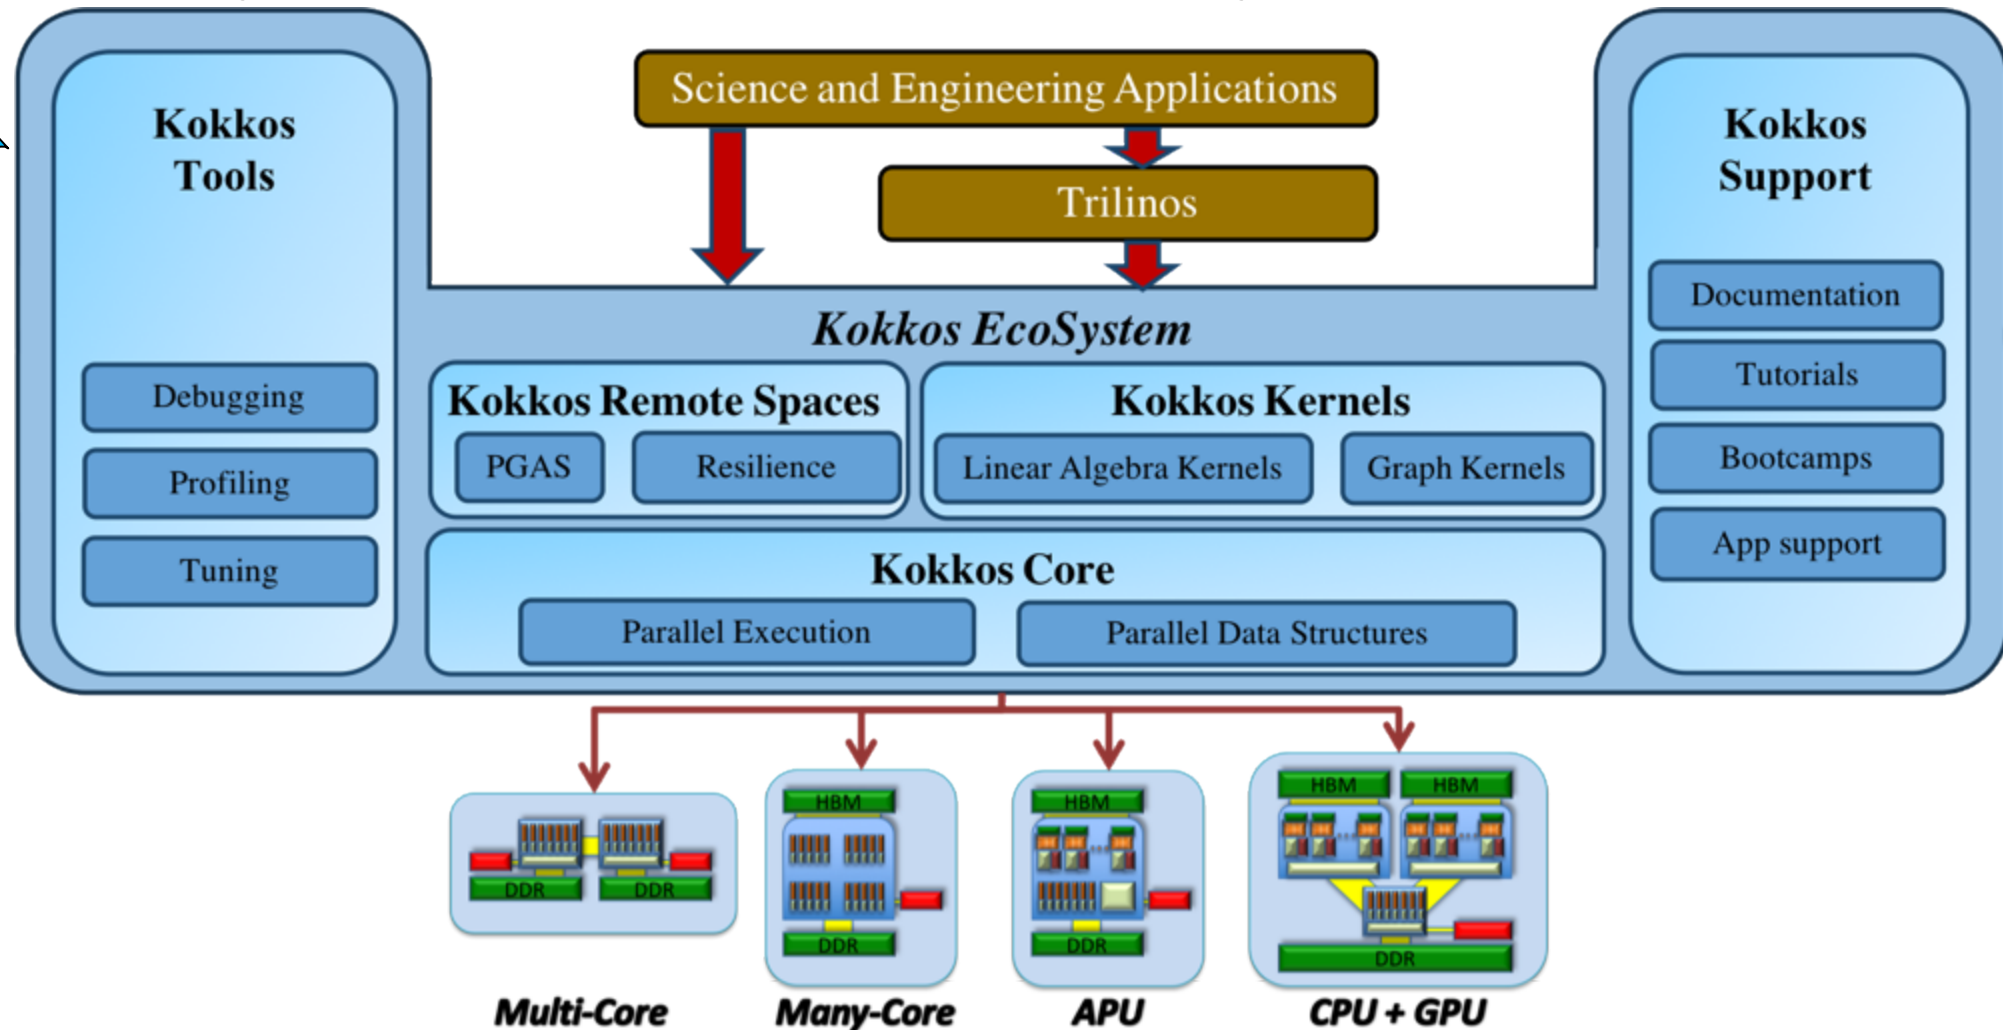 Kokkos
Tools
Debugging
Profiling
Tuning
Science and Engineering Applications
Trilinos
Kokkos EcoSystem
Kokkos Remote Spaces
PGAS
Resilience
Kokkos Kernels
Linear Algebra Kernels
Graph Kernels
Kokkos Core
Parallel Execution
Parallel Data Structures
Kokkos
Support
Documentation
Tutorials
Bootcamps
App support
DDR
DDR
Multi-Core
HBM
DDR
Many-Core
HBM
DDR
APU
HBM
HBM
DDR
CPU + GPU